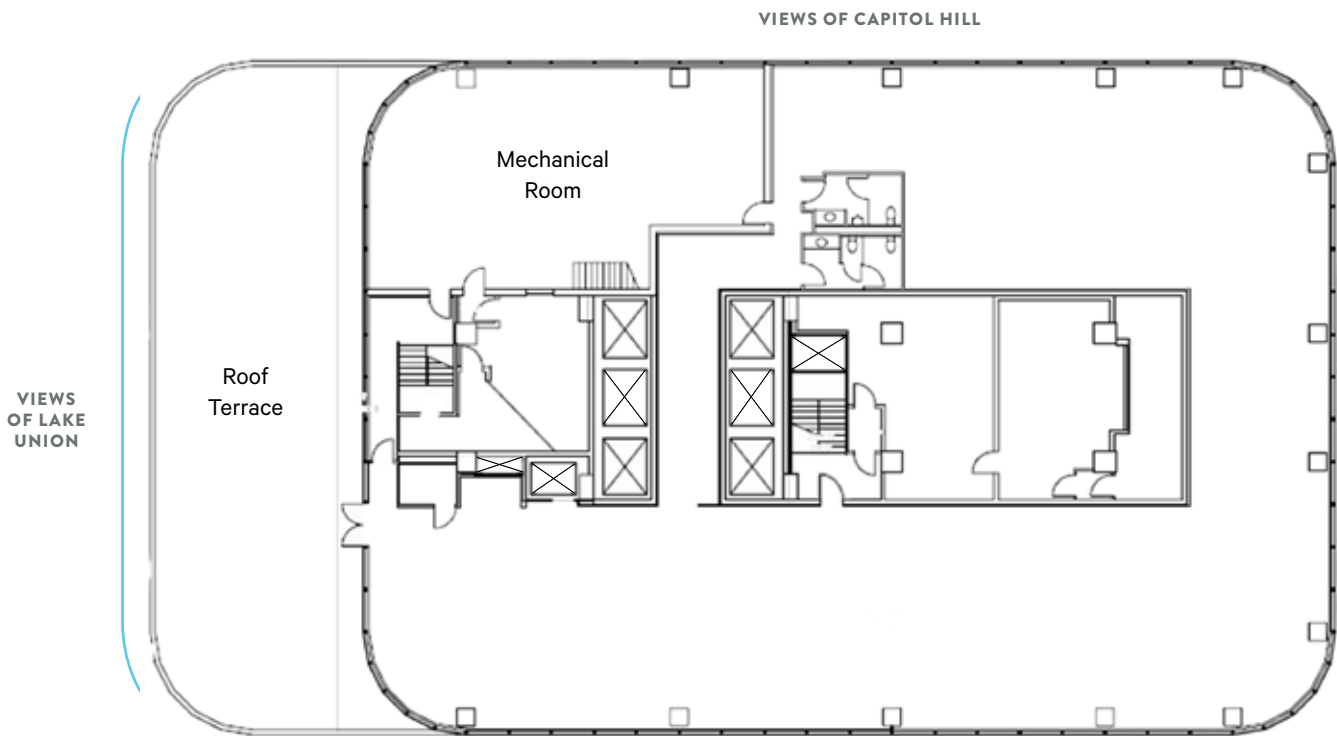 VIEWS OF CAPITOL HILL
Mechanical
Room
Roof
Terrace
VIEWS
OF LAKE
UNION